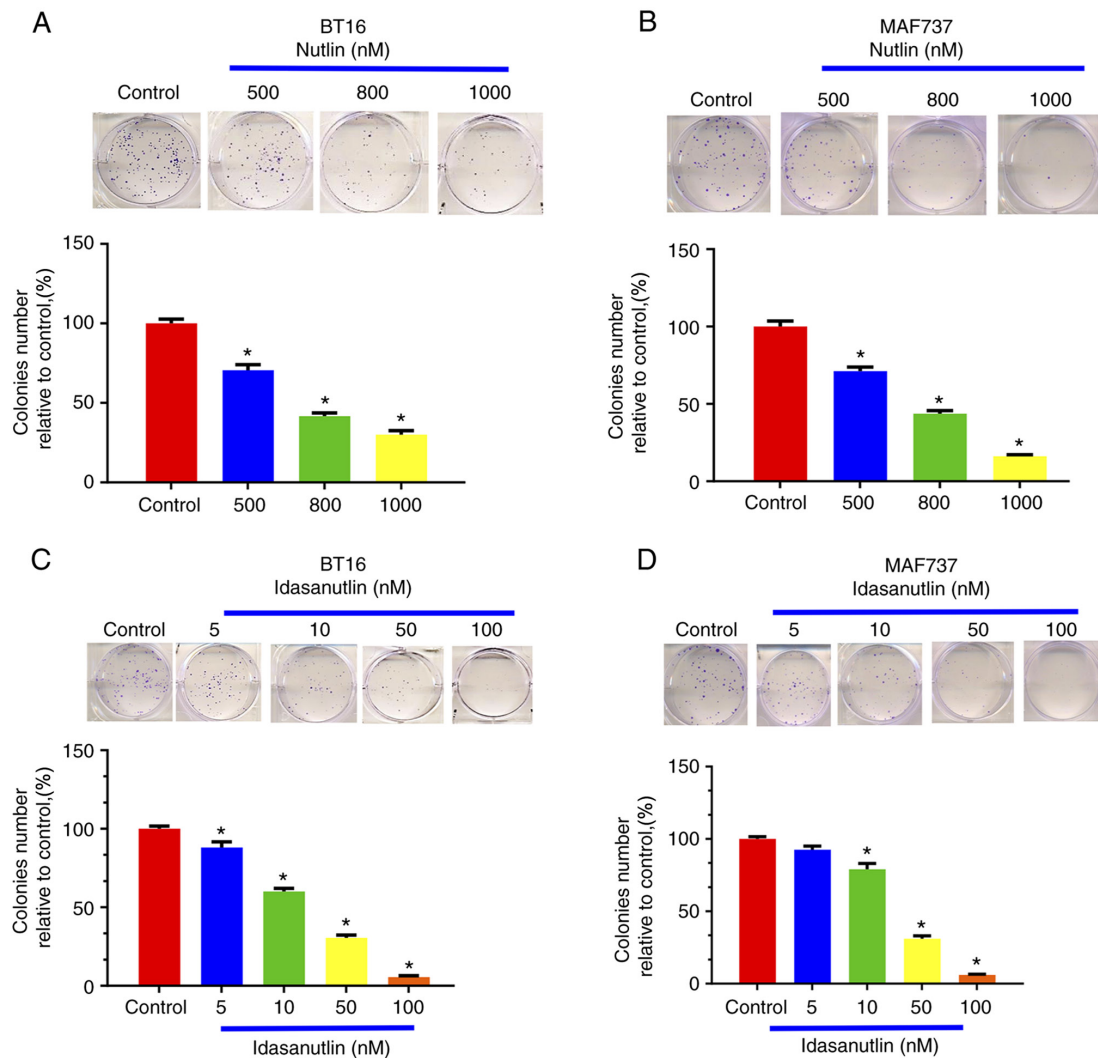 A
BT16
Nutlin (nM)
Control 500 800 1000
Colonies number
relative to control,(%)
150
100
50
0
* * *
Control 500 800 1000
B
MAF737
Nutlin (nM)
Control 500 800 1000
Colonies number
relative to control,(%)
150
100
50
0
* * *
Control 500 800 1000
C
BT16
Idasanutlin (nM)
Control 5 10 50 100
Colonies number
relative to control,(%)
150
100
50
0
* * * *
Control 5 10 50 100
Idasanutlin (nM)
D
MAF737
Idasanutlin (nM)
Control 5 10 50 100
Colonies number
relative to control,(%)
150
100
50
0
* * *
Control 5 10 50 100
Idasanutlin (nM)